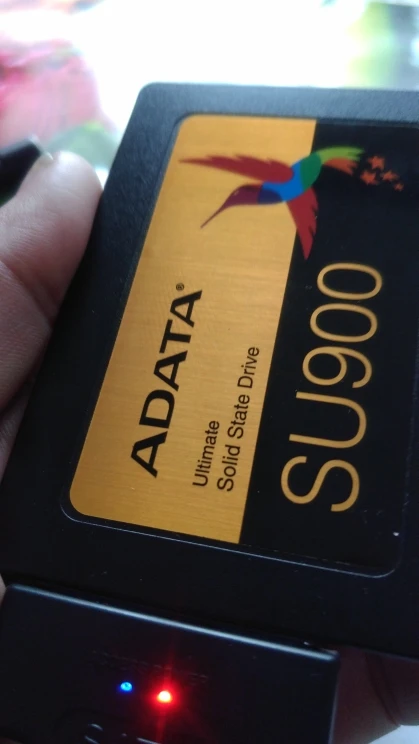 ADATA®
Ultimate
Solid State Drive
SU900